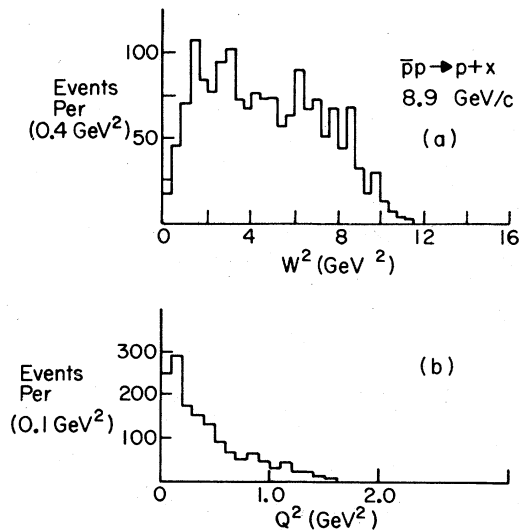 100
50
Events
Per
(0.4 GeV²)
p̄p → p + x
8.9 GeV/c
(a)
0 4 8 12 16
W² (GeV ²)
300
200
100
Events
Per
(0.1 GeV²)
(b)
0 1.0 2.0
Q² (GeV²)